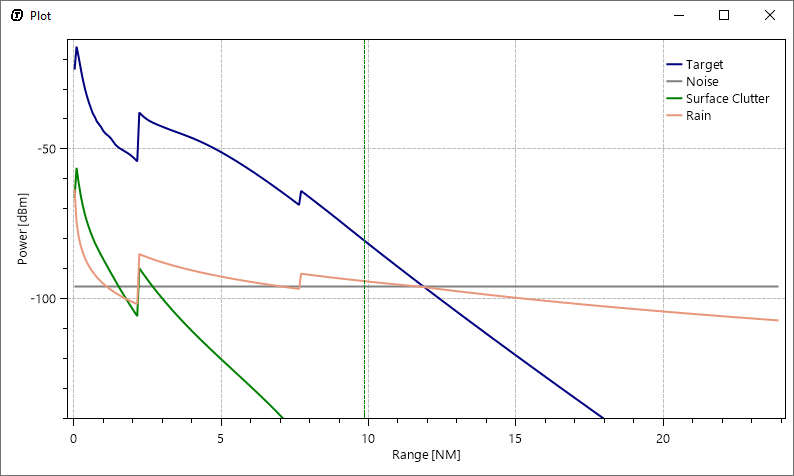 Plot
Target
Noise
Surface Clutter
Rain
-50
-100
Power [dBm]
0 5 10 15 20
Range [NM]